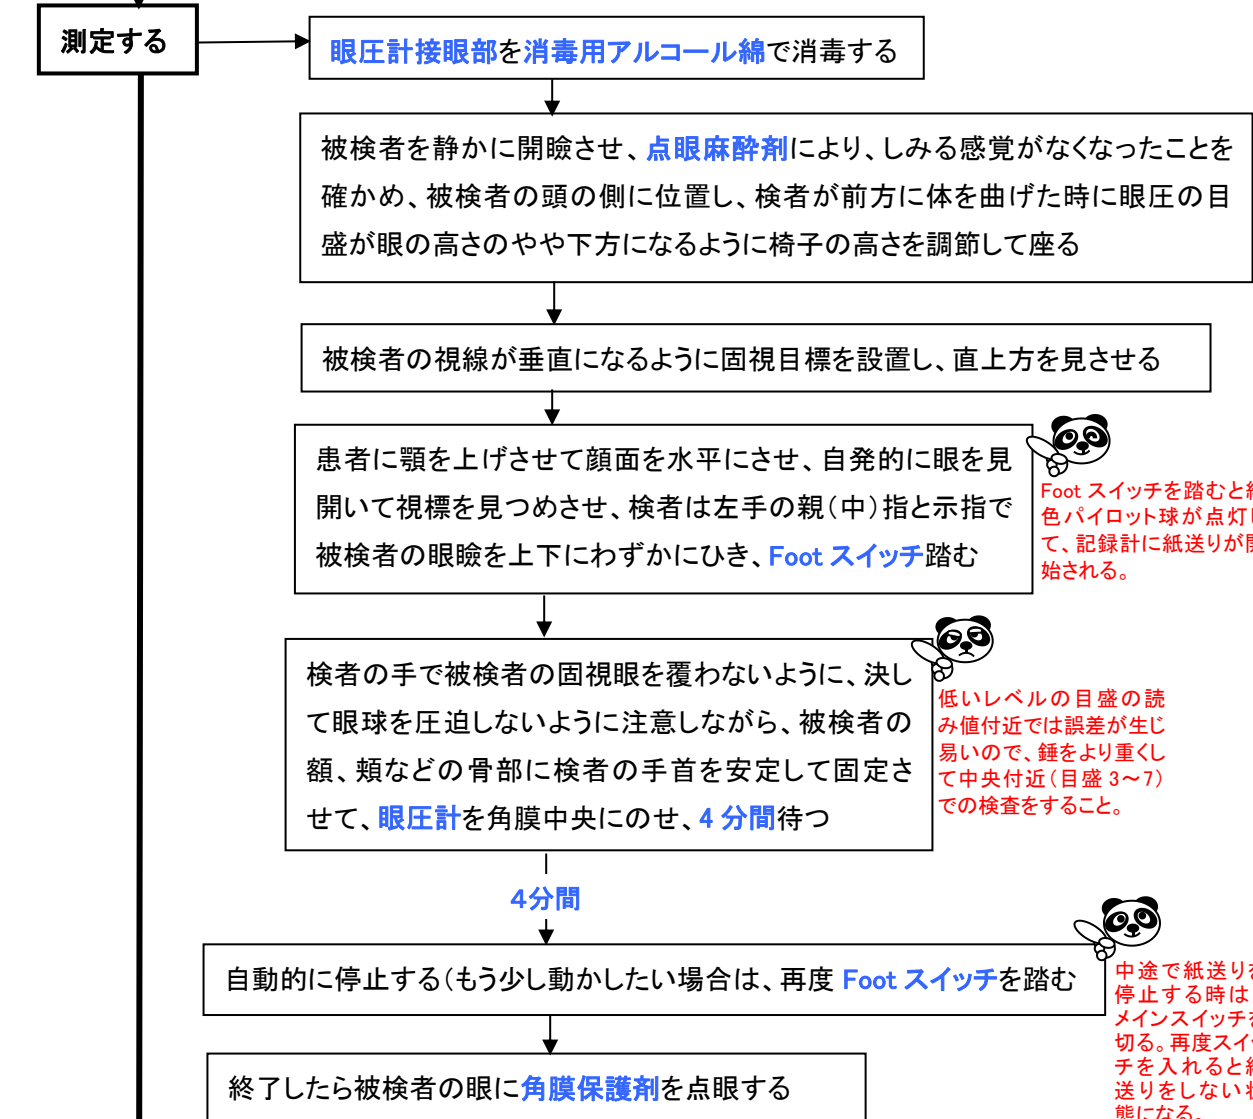 測定する
眼圧計接眼部を消毒用アルコール綿で消毒する
被検者を静かに開瞼させ、点眼麻酔剤により、しみる感覚がなくなったことを
確かめ、被検者の頭の側に位置し、検者が前方に体を曲げた時に眼圧の目
盛が眼の高さのやや下方になるように椅子の高さを調節して座る
被検者の視線が垂直になるように固視目標を設置し、直上方を見させる
患者に顎を上げさせて顔面を水平にさせ、自発的に眼を見
開いて視標を見つめさせ、検者は左手の親（中）指と示指で
被検者の眼瞼を上下にわずかにひき、Foot スイッチ踏む
Foot スイッチを踏むと
色パイロット球が点灯
て、記録計に紙送りが
始される。
検者の手で被検者の固視眼を覆わないように、決し
て眼球を圧迫しないように注意しながら、被検者の
額、頬などの骨部に検者の手首を安定して固定さ
せて、眼圧計を角膜中央にのせ、4 分間待つ
低いレベルの目盛の読
み値付近では誤差が生じ
易いので、錘をより重くし
て中央付近（目盛 3～7）
での検査をすること。
4分間
自動的に停止する（もう少し動かしたい場合は、再度 Foot スイッチを踏む
中途で紙送り
停止する時は
メインスイッチ
切る。再度スイッ
チを入れると
送りをしない
態になる。
終了したら被検者の眼に角膜保護剤を点眼する